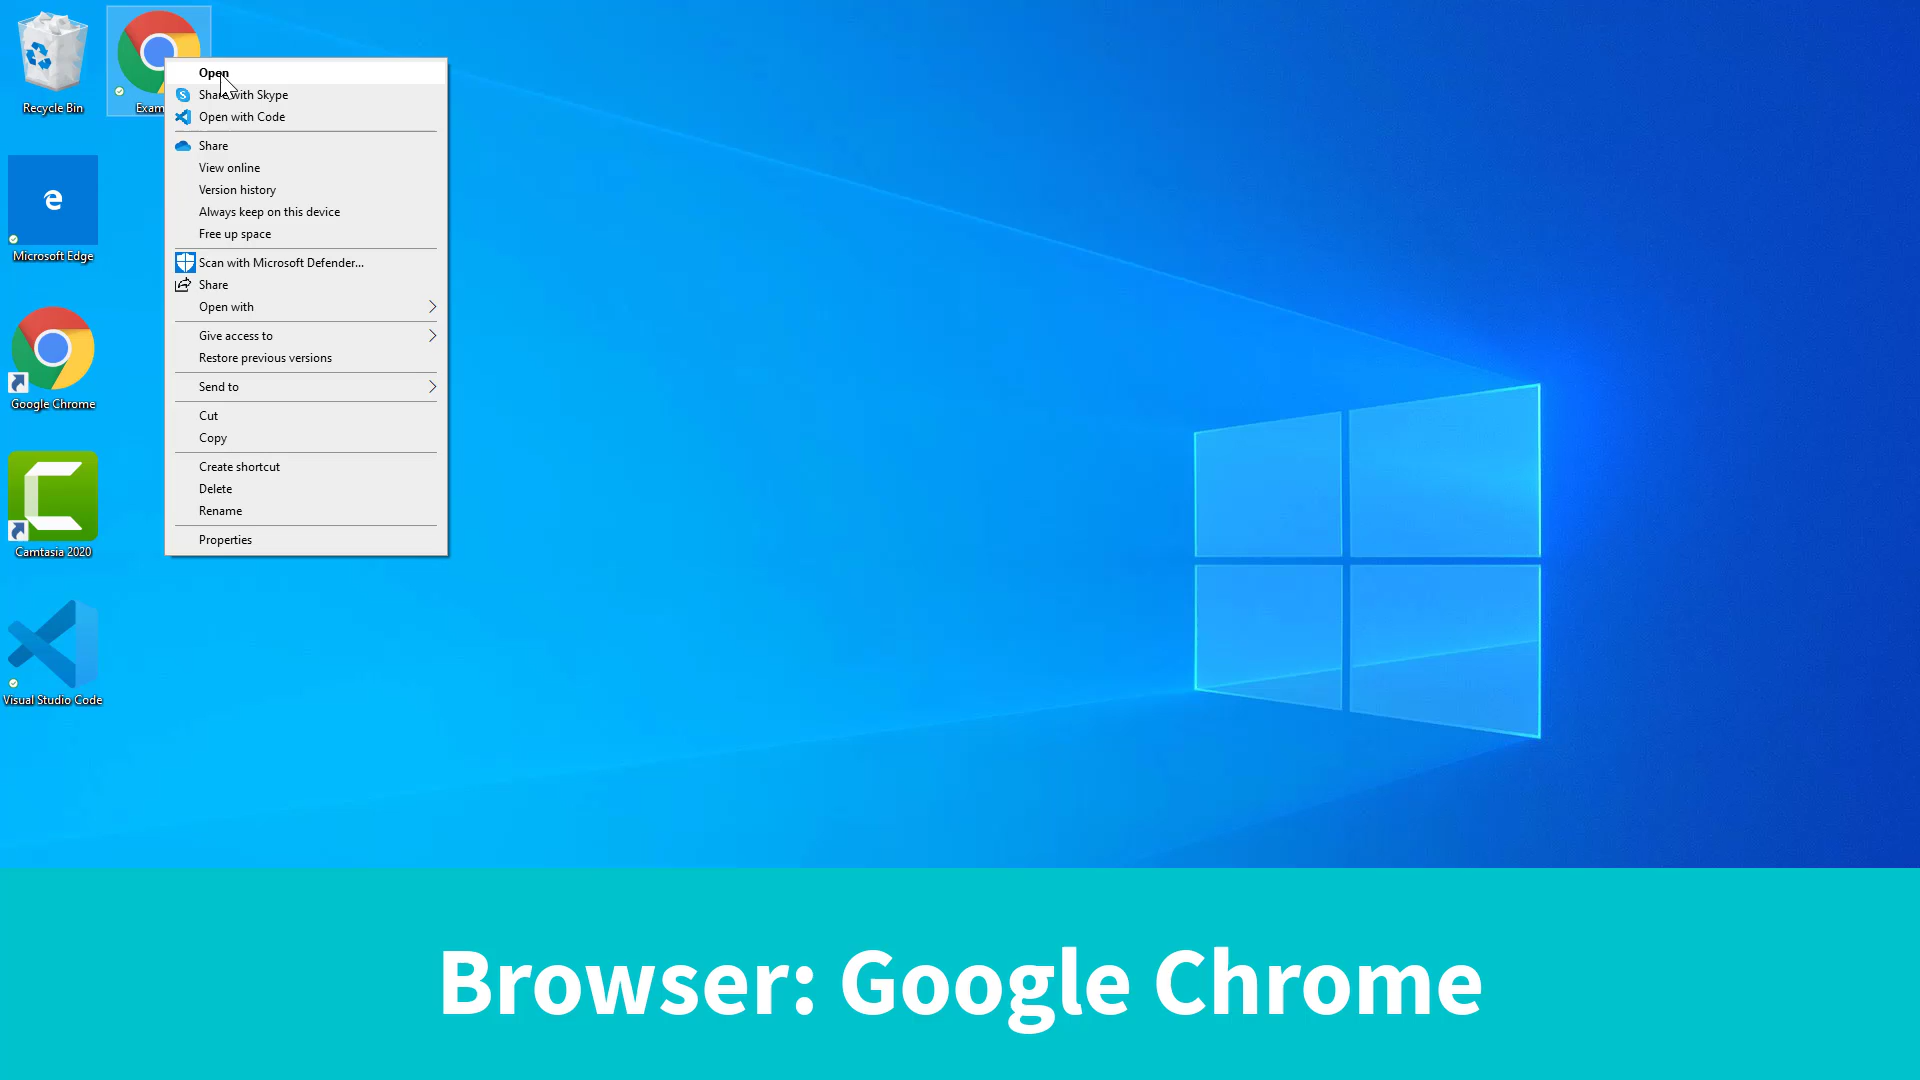 Recycle Bin
Exam
Open
Share with Skype
Open with Code
Share
View online
Version history
Always keep on this device
Free up space
Scan with Microsoft Defender...
Share
Open with
Give access to
Restore previous versions
Send to
Cut
Copy
Create shortcut
Delete
Rename
Properties
Microsoft Edge
Google Chrome
Camtasia 2020
Visual Studio Code
Browser: Google Chrome